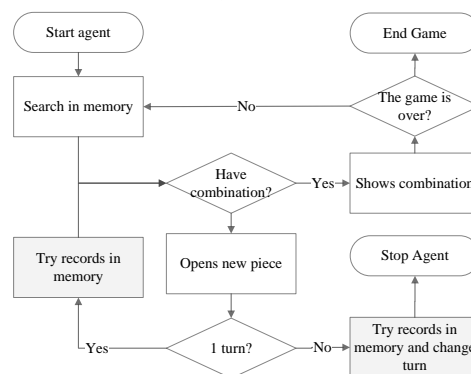 Start agent
End Game
Search in memory
No
The game is
over?
Have
combination?
Yes
Shows combination
Try records in
memory
Opens new piece
Stop Agent
Yes
1 turn?
No
Try records in
memory and change
turn